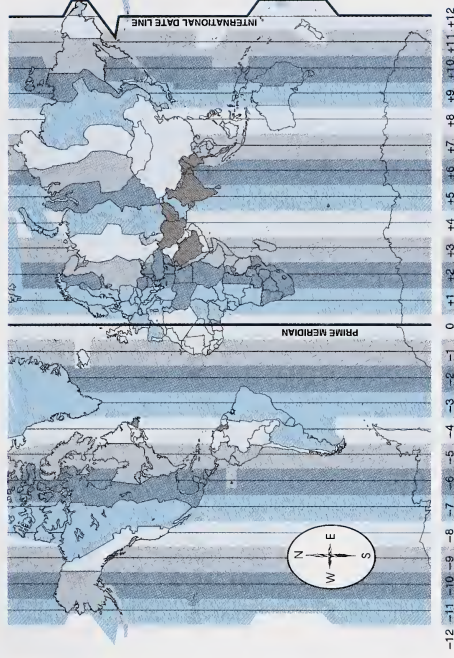 INTERNATIONAL DATE LINE
PRIME MERIDIAN
N
W E
S
−12 −11 −10 −9 −8 −7 −6 −5 −4 −3 −2 −1 0 +1 +2 +3 +4 +5 +6 +7 +8 +9 +10 +11 +12